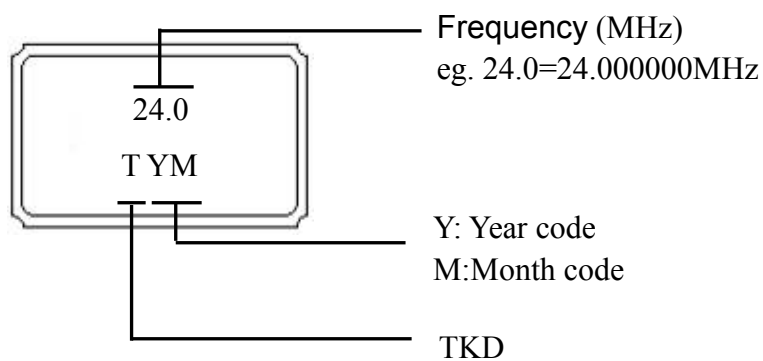 Frequency (MHz)
eg. 24.0=24.000000MHz
24.0
T YM
Y: Year code
M:Month code
TKD